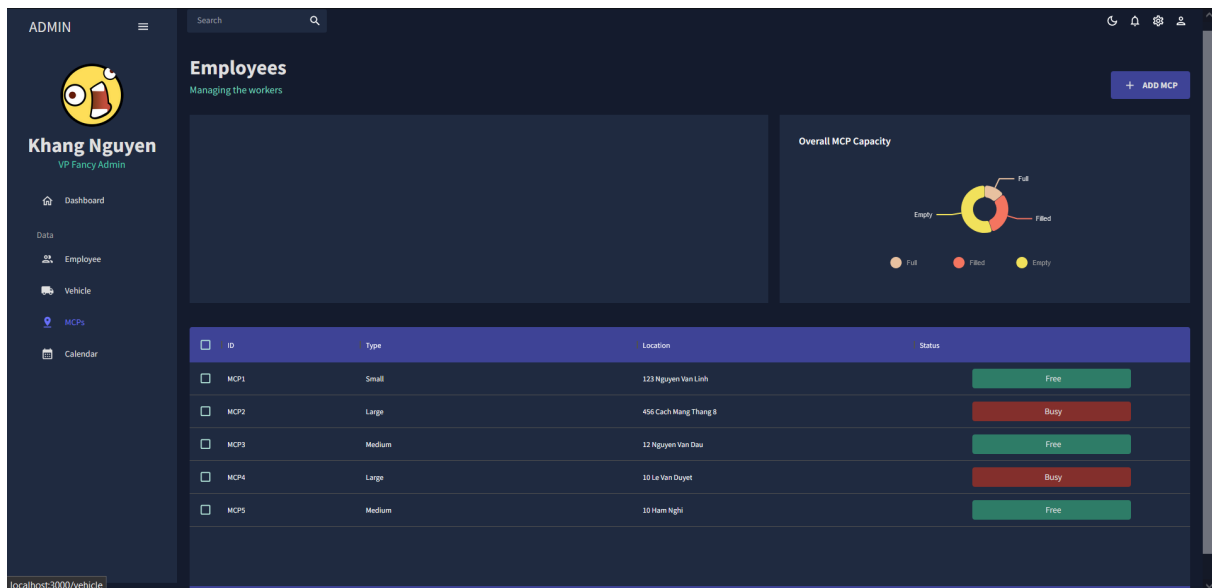 ADMIN
Search
Khang Nguyen
VP Fancy Admin
Dashboard
Data
Employee
Vehicle
MCPs
Calendar
Employees
Managing the workers
+ ADD MCP
Overall MCP Capacity
Full
Empty
Filled
Full Filled Empty
ID Type Location Status
MCP1 Small 123 Nguyen Van Linh Free
MCP2 Large 456 Cach Mang Thang 8 Busy
MCP3 Medium 12 Nguyen Van Dau Free
MCP4 Large 10 Le Van Duyet Busy
MCP5 Medium 10 Ham Nghi Free
localhost:3000/vehicle